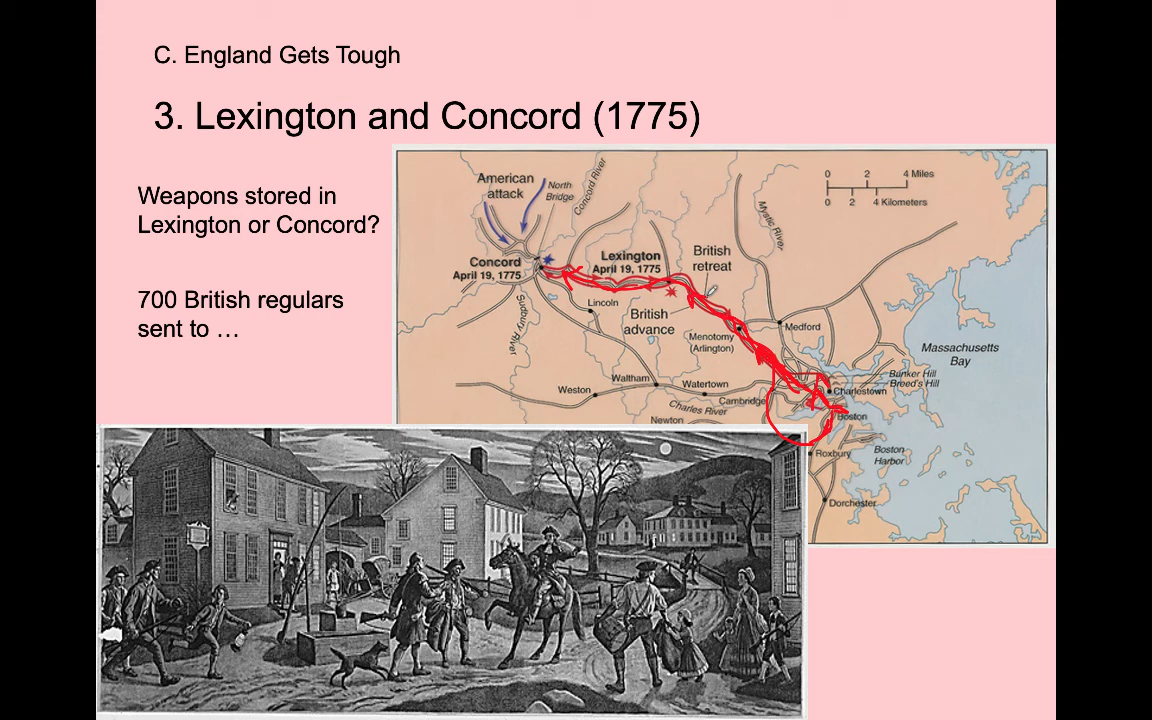 C. England Gets Tough
3. Lexington and Concord (1775)
Weapons stored in
Lexington or Concord?
700 British regulars
sent to …
American
attack
North
Bridge
Concord River
Concord
April 19, 1775
Lexington
April 19, 1775
British
retreat
Mystic River
0 2 4 Miles
0 2 4 Kilometers
Sudbury River
Lincoln
British
advance
Menotomy
(Arlington)
Medford
Massachusetts
Bay
Bunker Hill
Breed's Hill
Charlestown
Weston
Waltham
Watertown
Cambridge
Charles River
Newton
Boston
Roxbury
Boston
Harbor
Dorchester